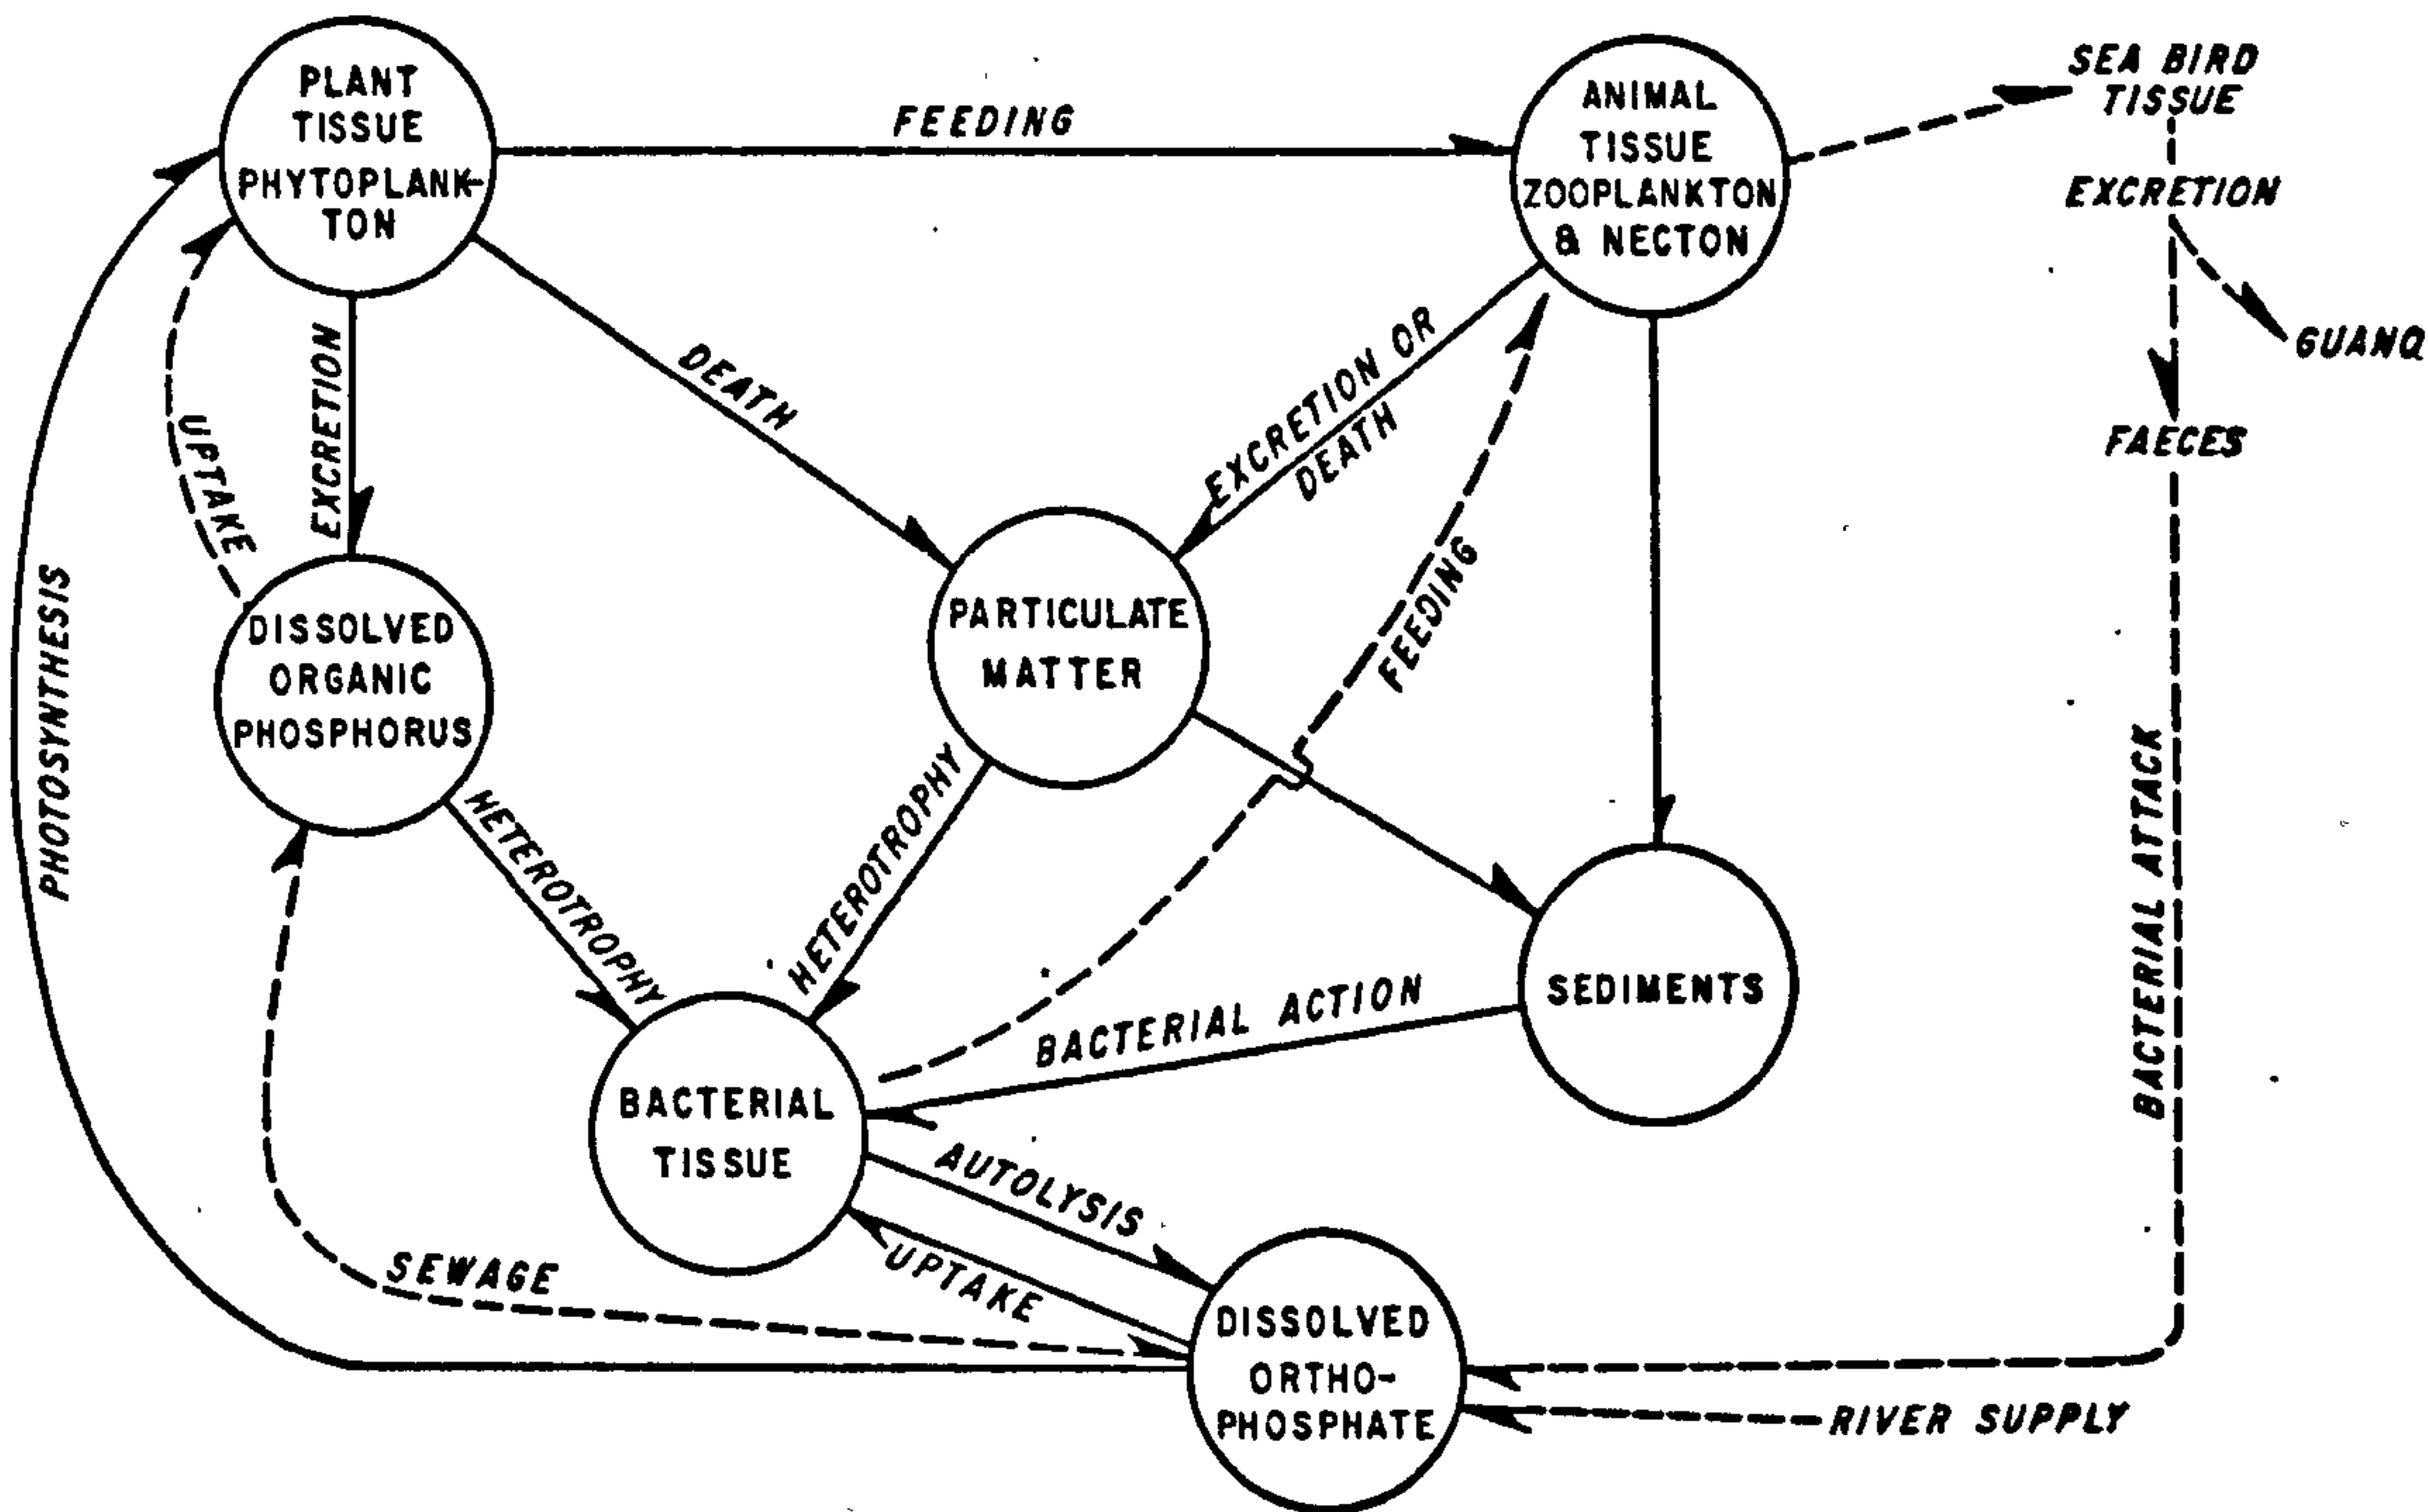 PLANT
TISSUE
PHYTOPLANK-
TON
FEEDING
ANIMAL
TISSUE
ZOOPLANKTON
& NECTON
SEA BIRD
TISSUE
EXCRETION
GUANO
FAECES
BACTERIAL ATTACK
UPTAKE
EXCRETION
DEATH
EXCRETION OR
DEATH
PHOTOSYNTHESIS
DISSOLVED
ORGANIC
PHOSPHORUS
PARTICULATE
MATTER
FEEDING
HETEROTROPHY
HETEROTROPHY
SEDIMENTS
BACTERIAL ACTION
BACTERIAL
TISSUE
AUTOLYSIS
UPTAKE
SEWAGE
DISSOLVED
ORTHO-
PHOSPHATE
RIVER SUPPLY